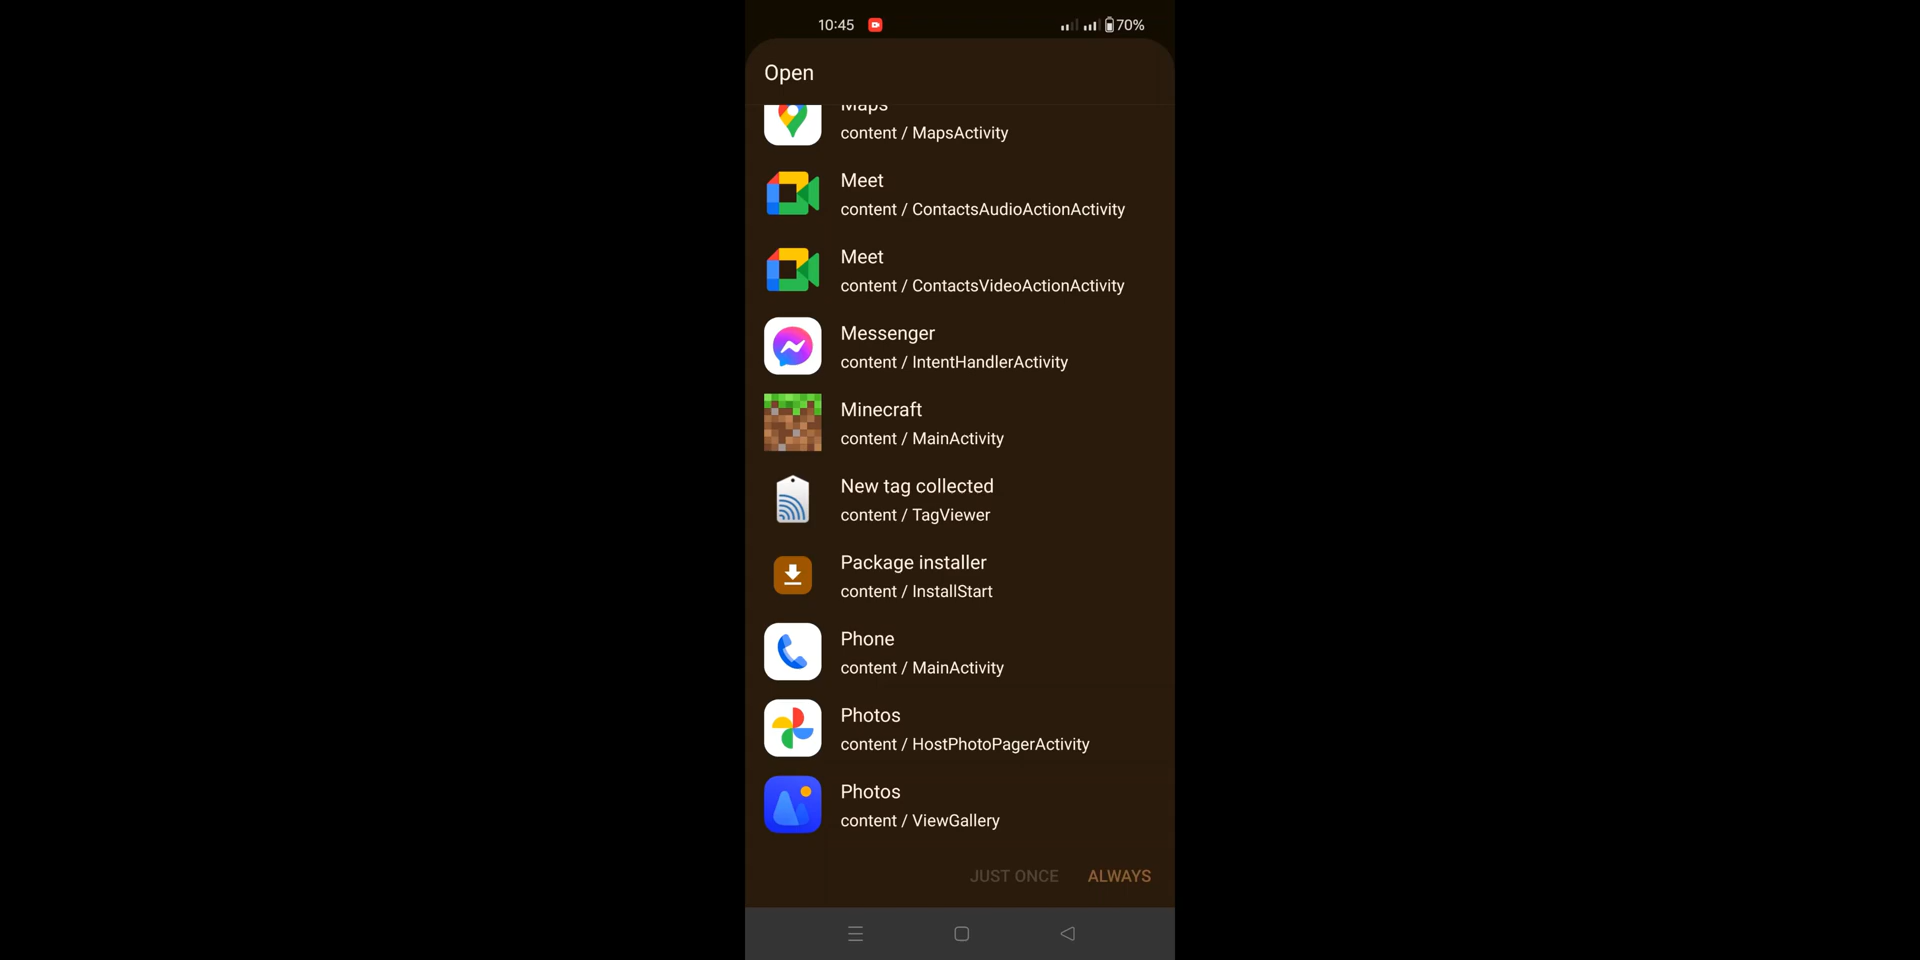 10:45
70%
Open
Maps
content / MapsActivity
Meet
content / ContactsAudioActionActivity
Meet
content / ContactsVideoActionActivity
Messenger
content / IntentHandlerActivity
Minecraft
content / MainActivity
New tag collected
content / TagViewer
Package installer
content / InstallStart
Phone
content / MainActivity
Photos
content / HostPhotoPagerActivity
Photos
content / ViewGallery
JUST ONCE
ALWAYS